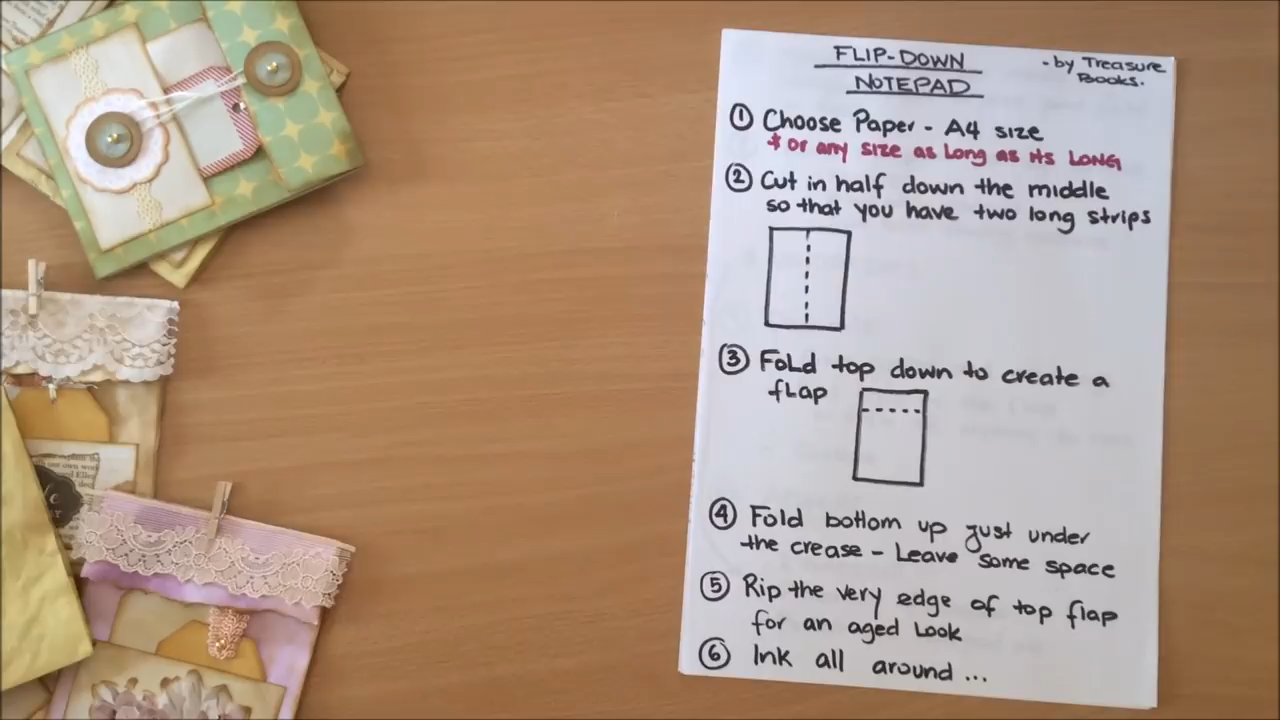 FLIP-DOWN
NOTEPAD
- by Treasure
Books.
① Choose Paper - A4 size
* or any size as long as its LONG
② Cut in half down the middle
so that you have two long strips
③ Fold top down to create a
flap
④ Fold bottom up just under
the crease - Leave some space
⑤ Rip the very edge of top flap
for an aged Look
⑥ Ink all around...